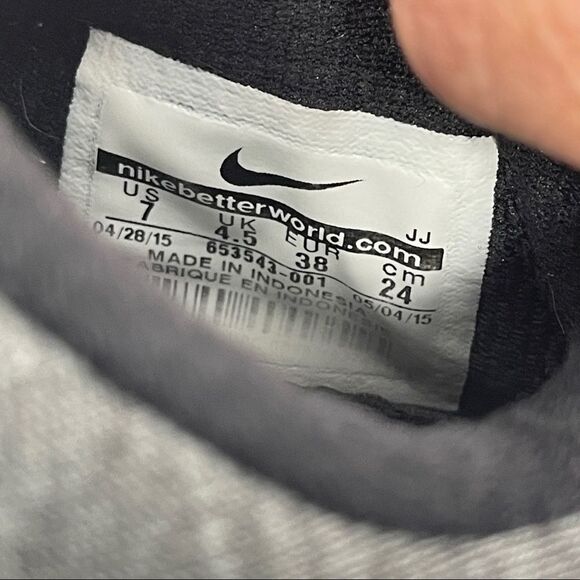 nikebetterworld.com JJ
US UK EUR cm
7 4.5 38 24
04/28/15 653543-001 05/04/15
MADE IN INDONESIA
FABRIQUE EN INDONESIA